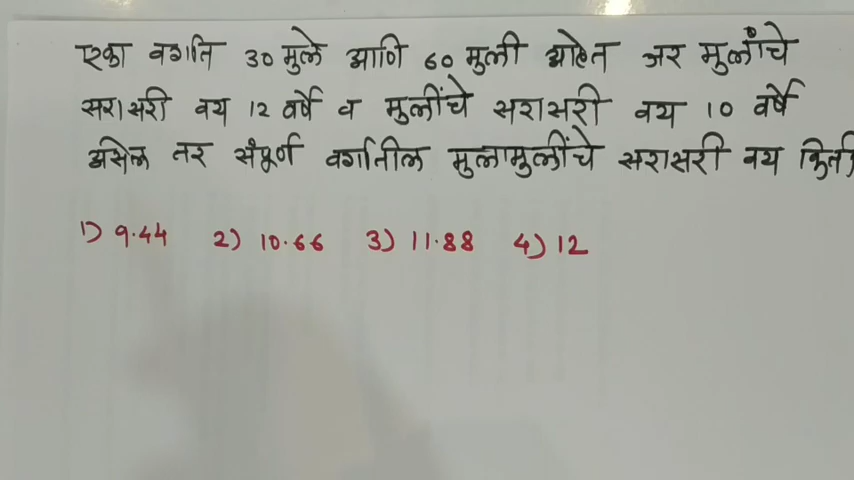 एका वर्गात 30 मुले आणि 60 मुली आहेत जर मुलांचे
सरासरी वय 12 वर्षे व मुलींचे सरासरी वय 10 वर्षे
असेल तर संपूर्ण वर्गातील मुलामुलींचे सरासरी वय किती
1) 9.44 2) 10.66 3) 11.88 4) 12